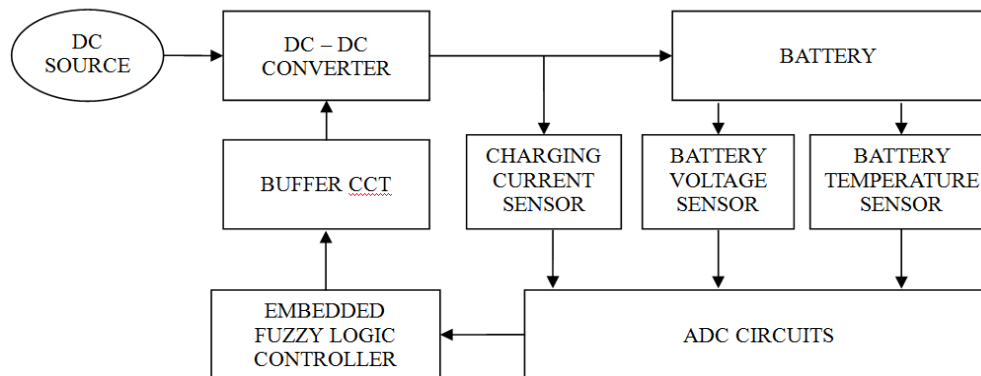 DC
SOURCE
DC – DC
CONVERTER
BATTERY
BUFFER CCT
CHARGING
CURRENT
SENSOR
BATTERY
VOLTAGE
SENSOR
BATTERY
TEMPERATURE
SENSOR
EMBEDDED
FUZZY LOGIC
CONTROLLER
ADC CIRCUITS